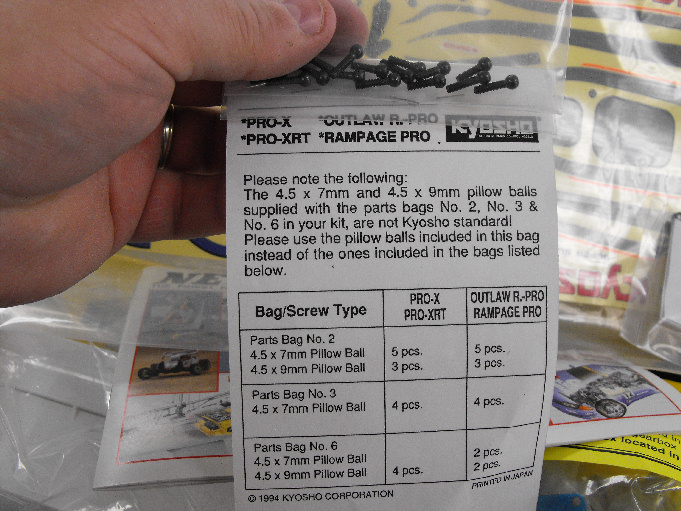 *PRO-X *OUTLAW R.-PRO
*PRO-XRT *RAMPAGE PRO . KYOSHO
Please note the following:
The 4.5 x 7mm and 4.5 x 9mm pillow balls
supplied with the parts bags No. 2, No. 3 &
No. 6 in your kit, are not Kyosho standard!
Please use the pillow balls included in this bag
instead of the ones included in the bags listed
below.
Bag/Screw Type
PRO-X
PRO-XRT
OUTLAW R.-PRO
RAMPAGE PRO
Parts Bag No. 2
4.5 x 7mm Pillow Ball 5 pcs. 5 pcs.
4.5 x 9mm Pillow Ball 3 pcs. 3 pcs.
Parts Bag No. 3
4.5 x 7mm Pillow Ball 4 pcs. 4 pcs.
Parts Bag No. 6
4.5 x 7mm Pillow Ball 2 pcs.
4.5 x 9mm Pillow Ball 4 pcs. 2 pcs.
© 1994 KYOSHO CORPORATION
PRINTED IN JAPAN
located in